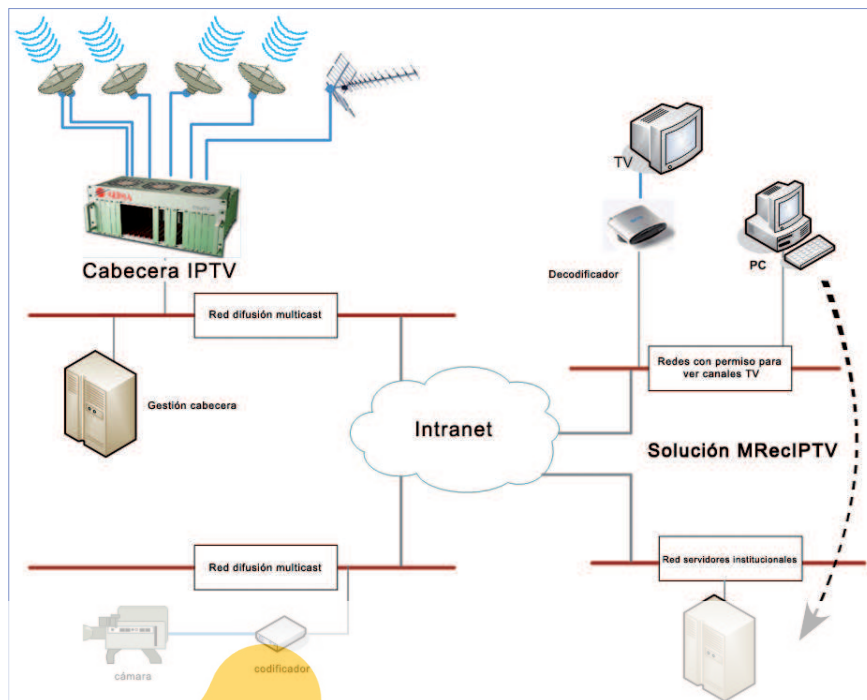 TV
Decodificador
PC
Cabecera IPTV
Red difusión multicast
Redes con permiso para
ver canales TV
Gestión cabecera
Intranet
Solución MRecIPTV
Red difusión multicast
Red servidores institucionales
cámara
codificador